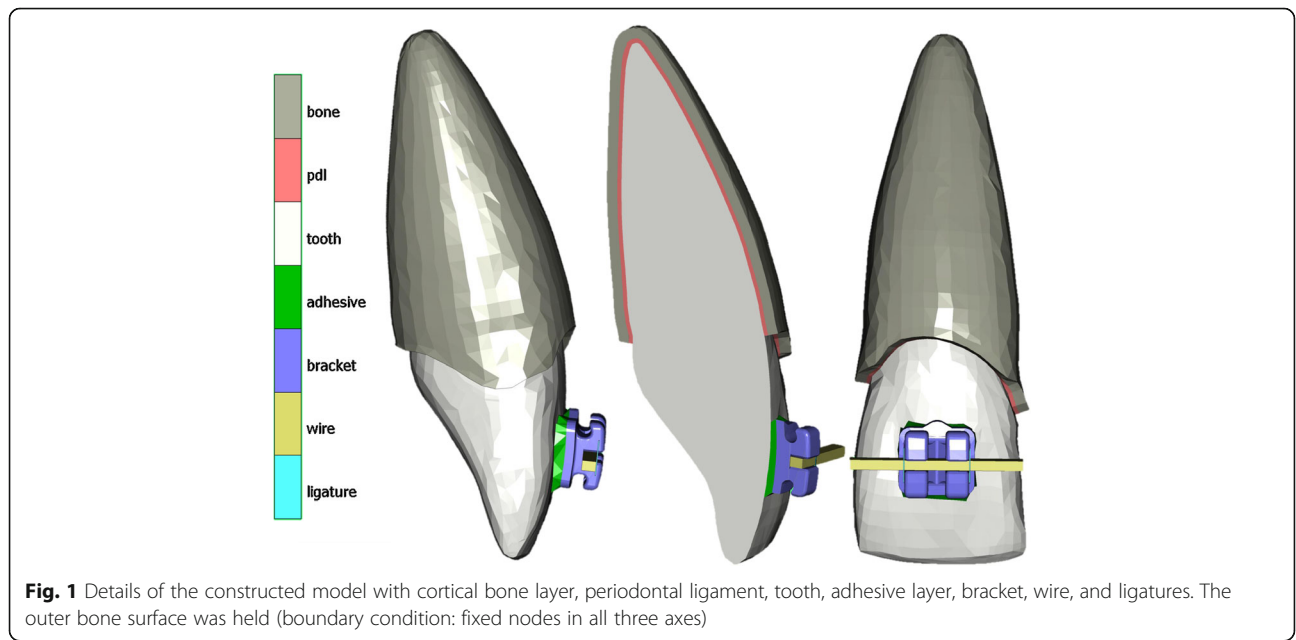 bone
pdl
tooth
adhesive
bracket
wire
ligature
Fig. 1 Details of the constructed model with cortical bone layer, periodontal ligament, tooth, adhesive layer, bracket, wire, and ligatures. The
outer bone surface was held (boundary condition: fixed nodes in all three axes)